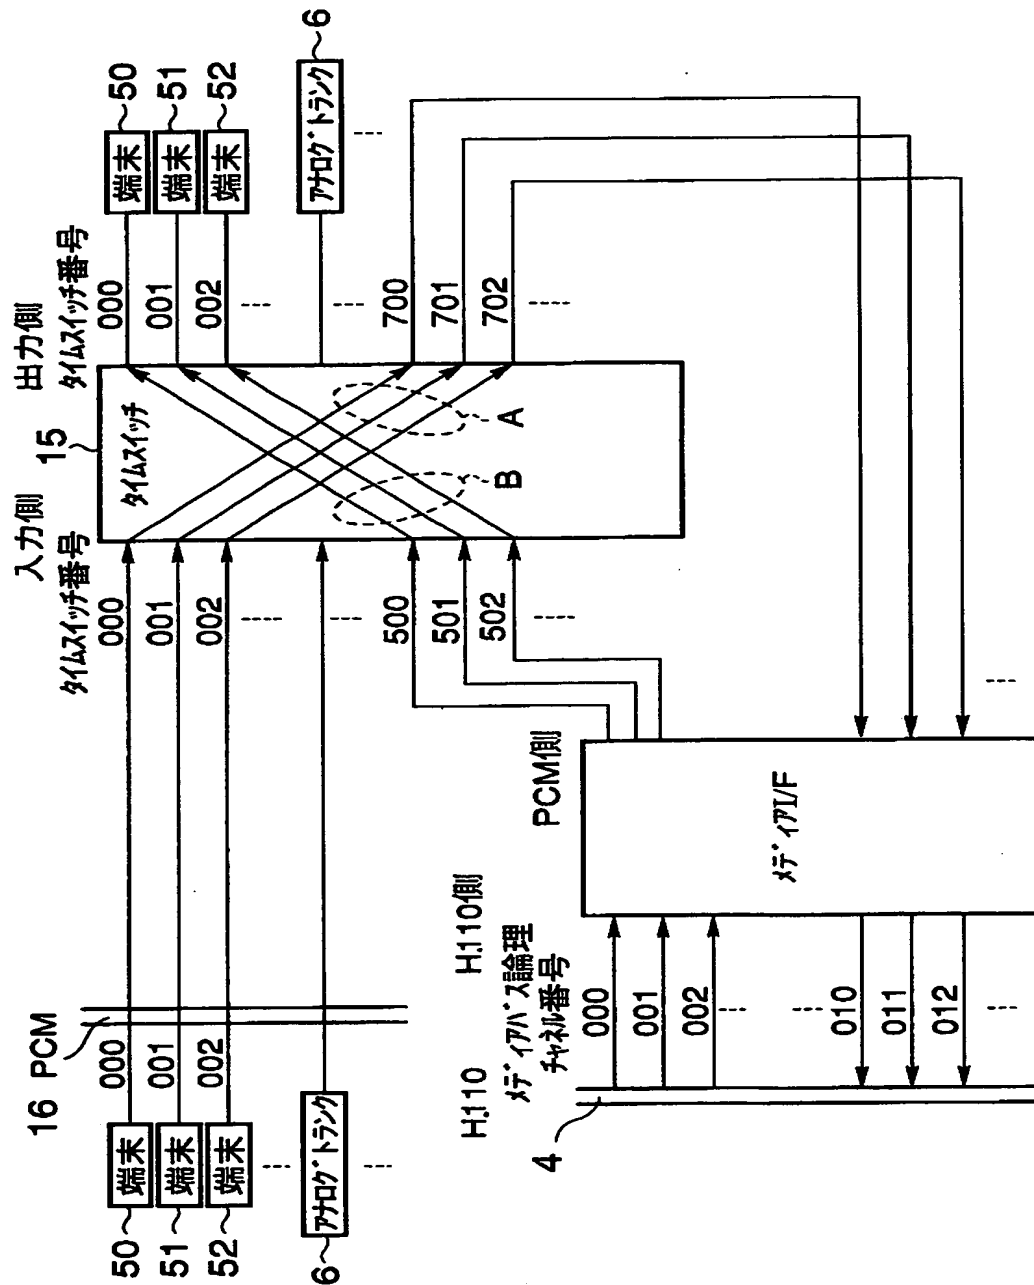 16 PCM
入力側
タイムスイッチ番号
15
出力側
タイムスイッチ番号
50
端末
000
000
タイムスイッチ
000
端末
50
51
端末
001
001
001
端末
51
52
端末
002
002
002
端末
52
6
アナログトランク
アナログトランク
6
B
A
500
501
502
700
701
702
H.110
H.110側
PCM側
メディアバス論理
チャネル番号
4
000
001
002
メディアI/F
010
011
012